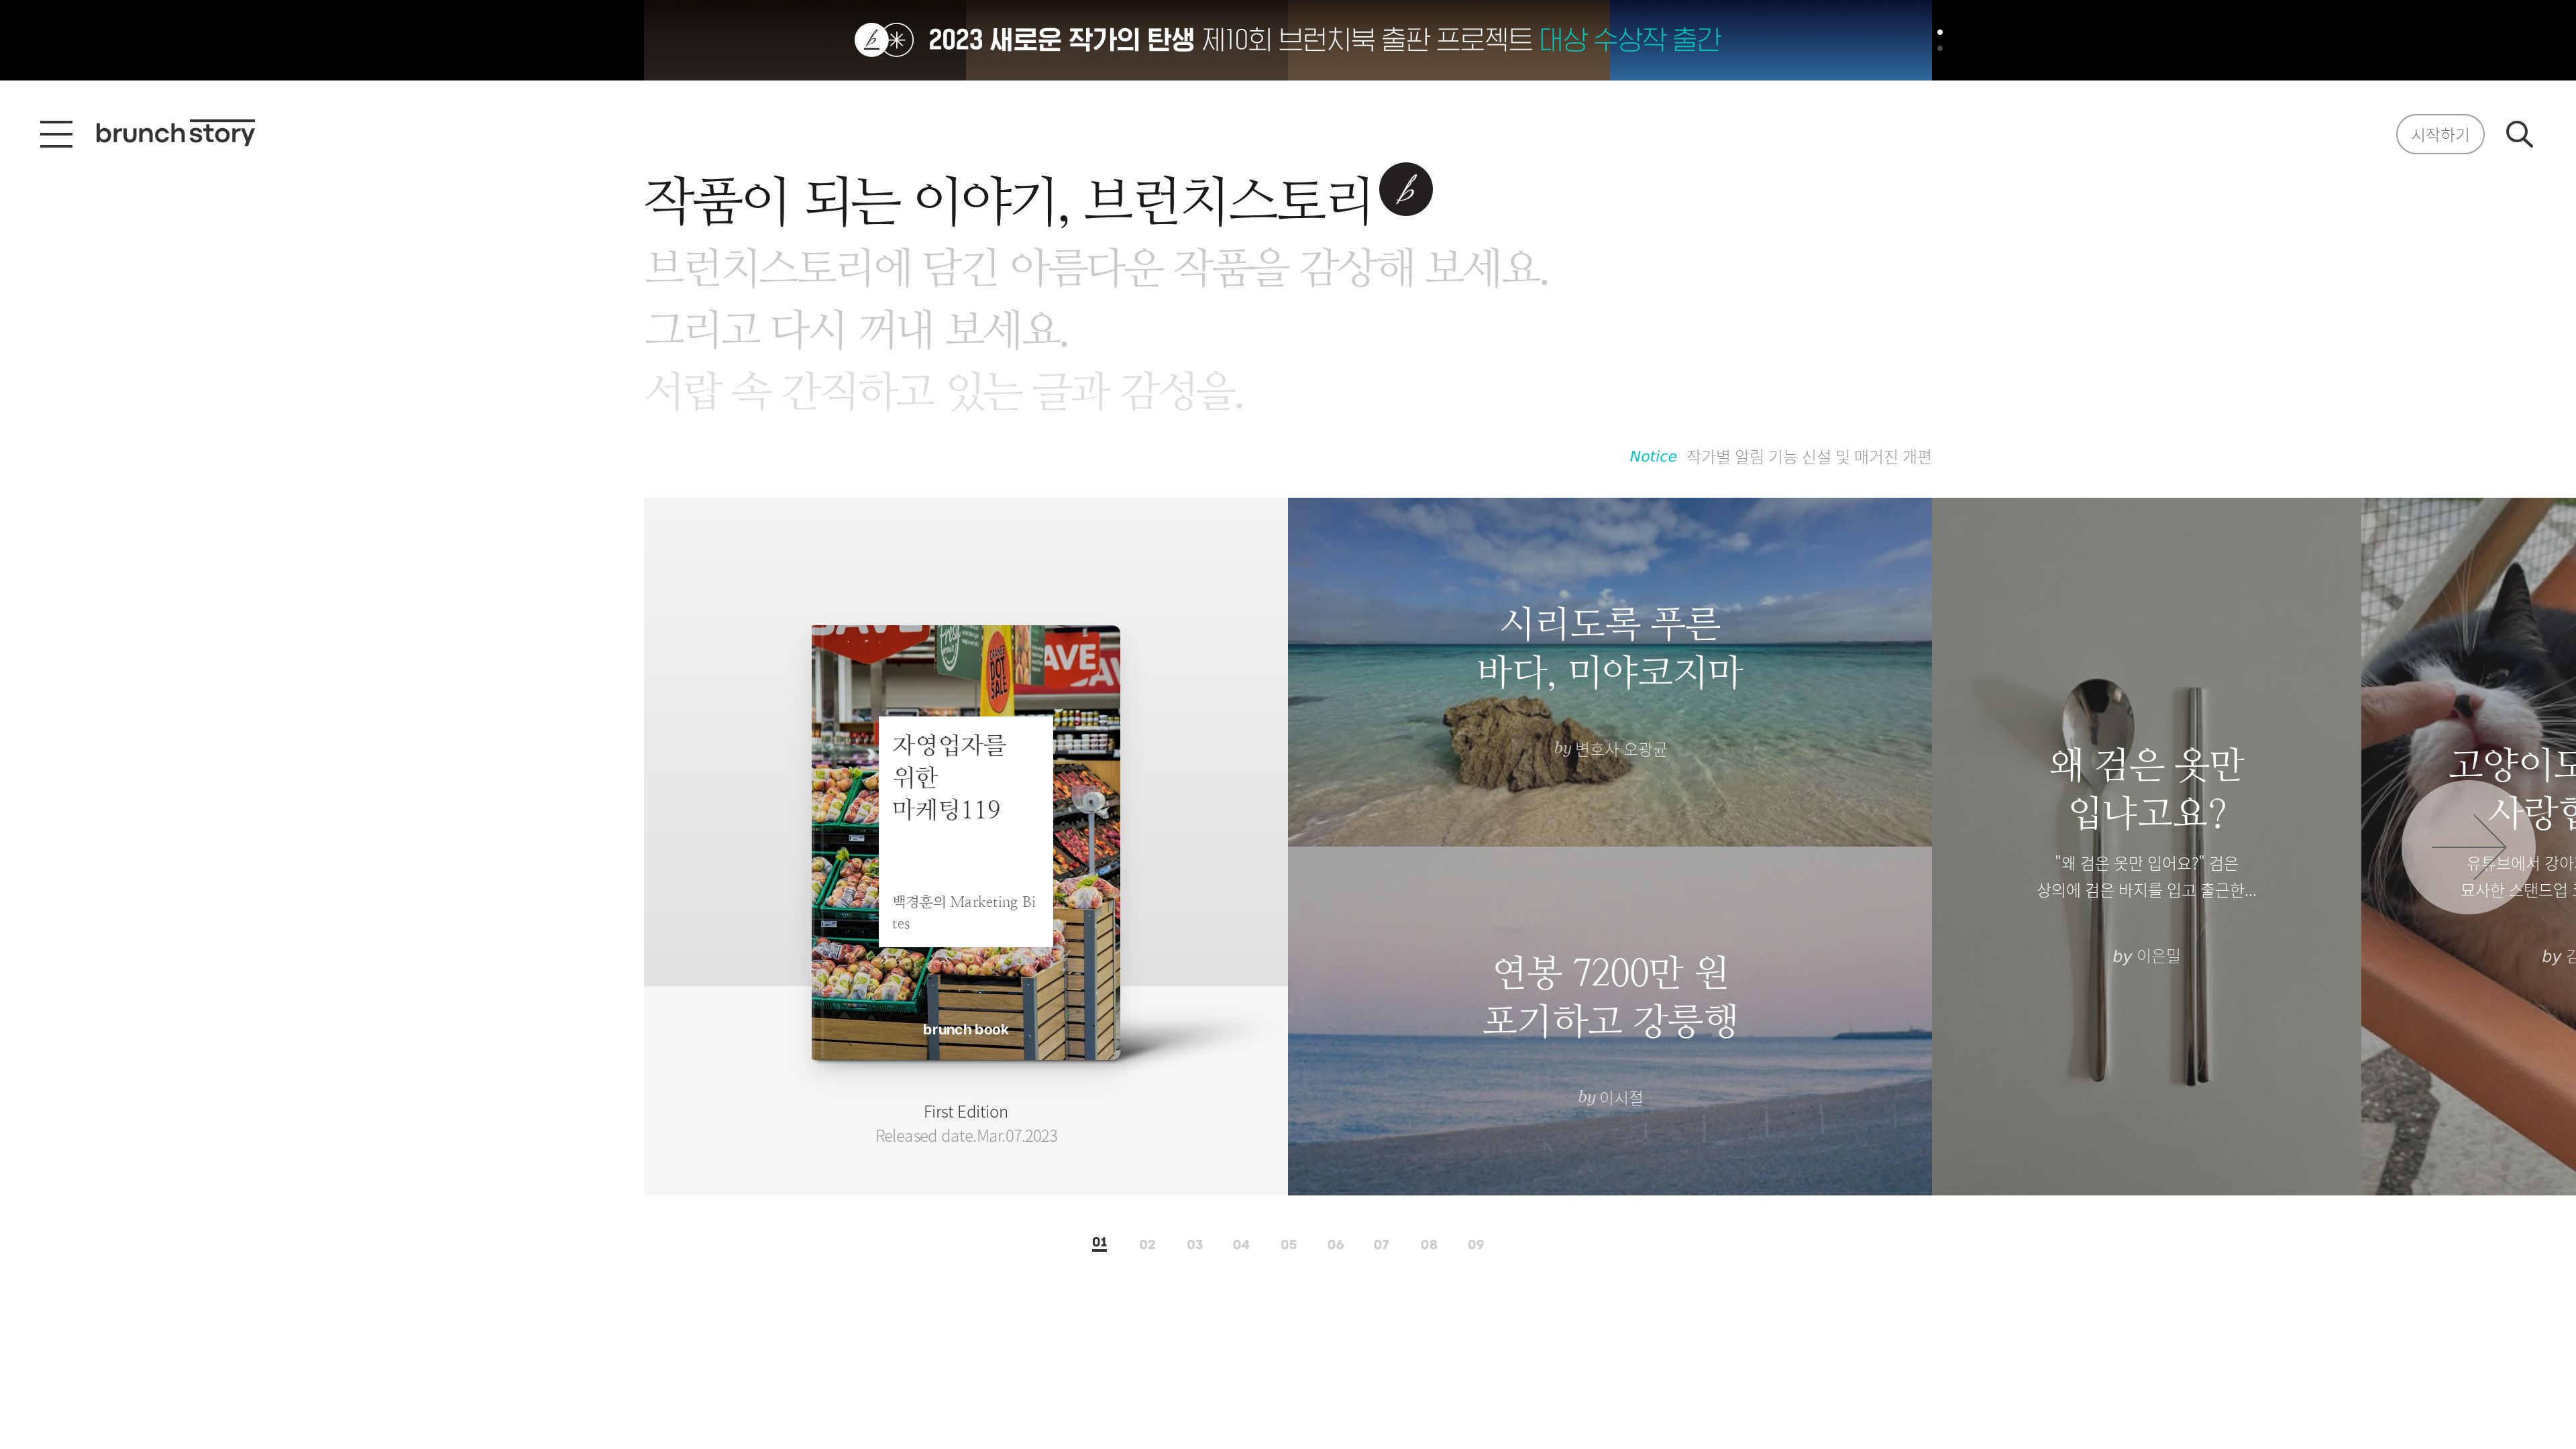 2023 새로운 작가의 탄생 제10회 브런치북 출판 프로젝트 대상 수상작 출간
brunch story
시작하기
작품이 되는 이야기, 브런치스토리
브런치스토리에 담긴 아름다운 작품을 감상해 보세요.
그리고 다시 꺼내 보세요.
서랍 속 간직하고 있는 글과 감성을.
Notice 작가별 알림 기능 신설 및 매거진 개편
SAVE
fresh
CHANGE
DOT
SALE
AVE
자영업자를
위한
마케팅119
백경훈의 Marketing Bi
tes
brunch book
First Edition
Released date.Mar.07.2023
시리도록 푸른
바다, 미야코지마
by 변호사 오광균
연봉 7200만 원
포기하고 강릉행
by 이시절
왜 검은 옷만
입냐고요?
"왜 검은 옷만 입어요?" 검은
상의에 검은 바지를 입고 출근한...
by 이은밀
고양이도
사랑합
유튜브에서 강아
묘사한 스탠드업
by 김
01 02 03 04 05 06 07 08 09